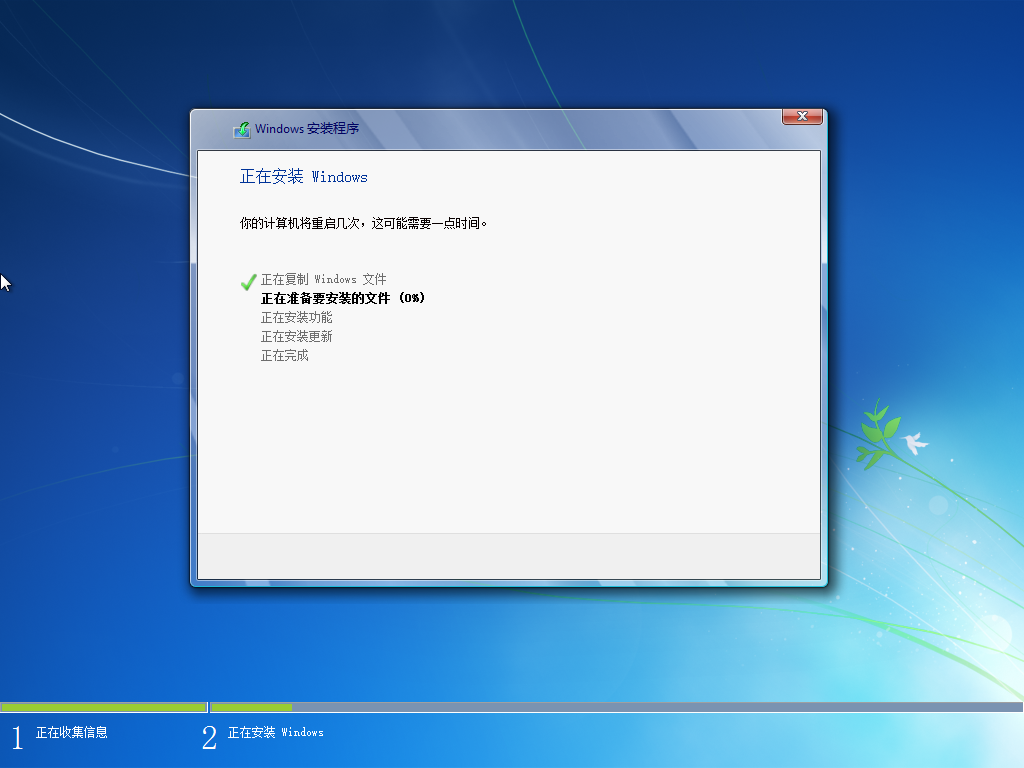 Windows 安装程序
正在安装 Windows
你的计算机将重启几次，这可能需要一点时间。
正在复制 Windows 文件
正在准备要安装的文件 (0%)
正在安装功能
正在安装更新
正在完成
1 正在收集信息
2 正在安装 Windows